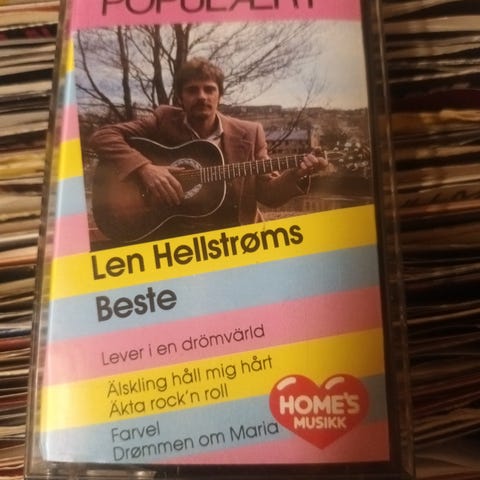 POPULÆRT
Len Hellstrøms
Beste
Lever i en drömvärld
Älskling håll mig hårt
Äkta rock'n roll
Farvel
Drømmen om Maria
HOME'S
MUSIKK